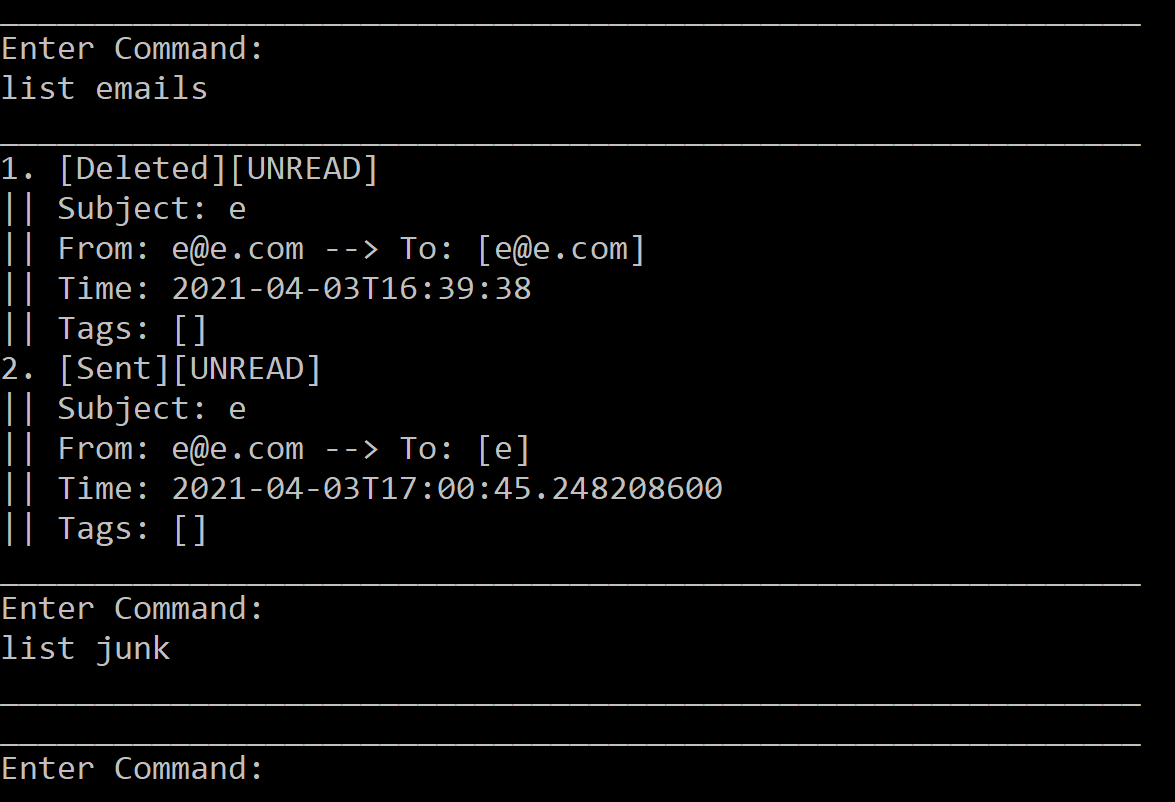 ____________________________________________________________
Enter Command:
list emails
____________________________________________________________
1. [Deleted][UNREAD]
|| Subject: e
|| From: e@e.com --> To: [e@e.com]
|| Time: 2021-04-03T16:39:38
|| Tags: []
2. [Sent][UNREAD]
|| Subject: e
|| From: e@e.com --> To: [e]
|| Time: 2021-04-03T17:00:45.248208600
|| Tags: []
____________________________________________________________
Enter Command:
list junk
____________________________________________________________
____________________________________________________________
Enter Command: